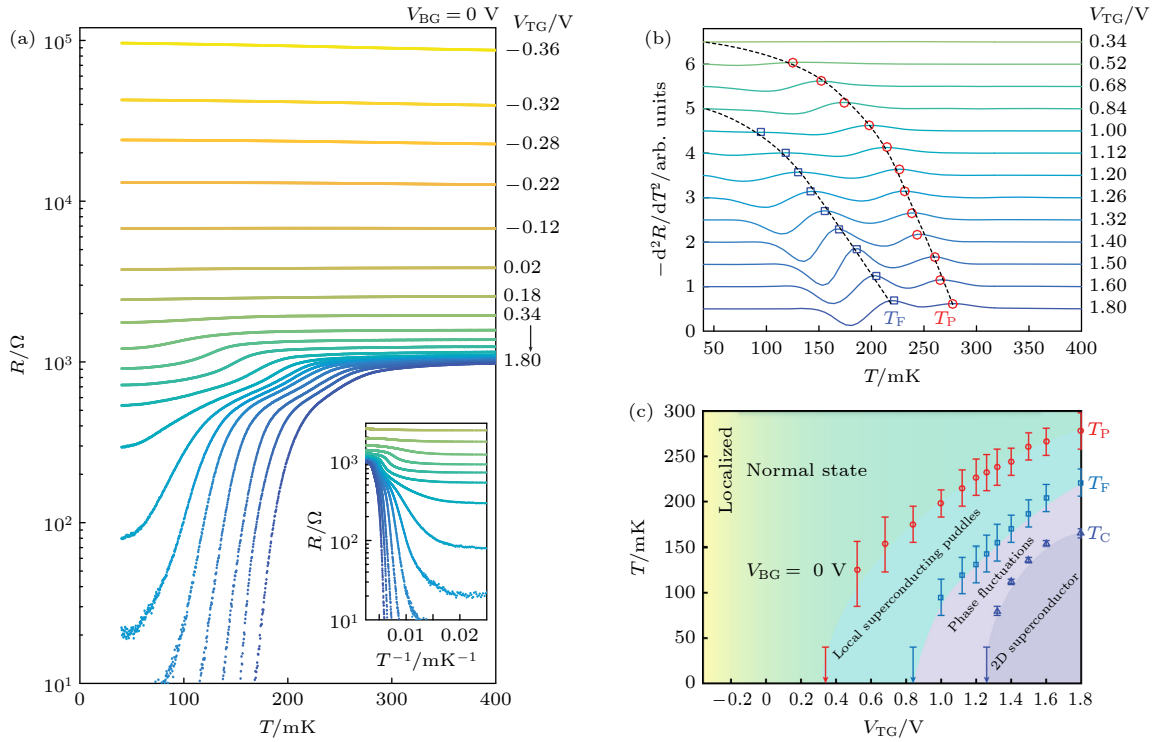 (a)
V_BG = 0 V
V_TG/V
10^5
10^4
10^3
10^2
10^1
R/Ω
0
100
200
300
400
T/mK
−0.36
−0.32
−0.28
−0.22
−0.12
0.02
0.18
0.34
1.80
10^3
10^2
10^1
R/Ω
0.01
0.02
T^−1/mK^−1
(b)
V_TG/V
6
5
4
3
2
1
0
−d^2R/dT^2/arb. units
50
100
150
200
250
300
350
400
T/mK
T_F
T_P
0.34
0.52
0.68
0.84
1.00
1.12
1.20
1.26
1.32
1.40
1.50
1.60
1.80
(c)
300
250
200
150
100
50
0
T/mK
−0.2
0
0.2
0.4
0.6
0.8
1.0
1.2
1.4
1.6
1.8
V_TG/V
Localized
Normal state
V_BG = 0 V
Local superconducting puddles
Phase fluctuations
2D superconductor
T_P
T_F
T_C